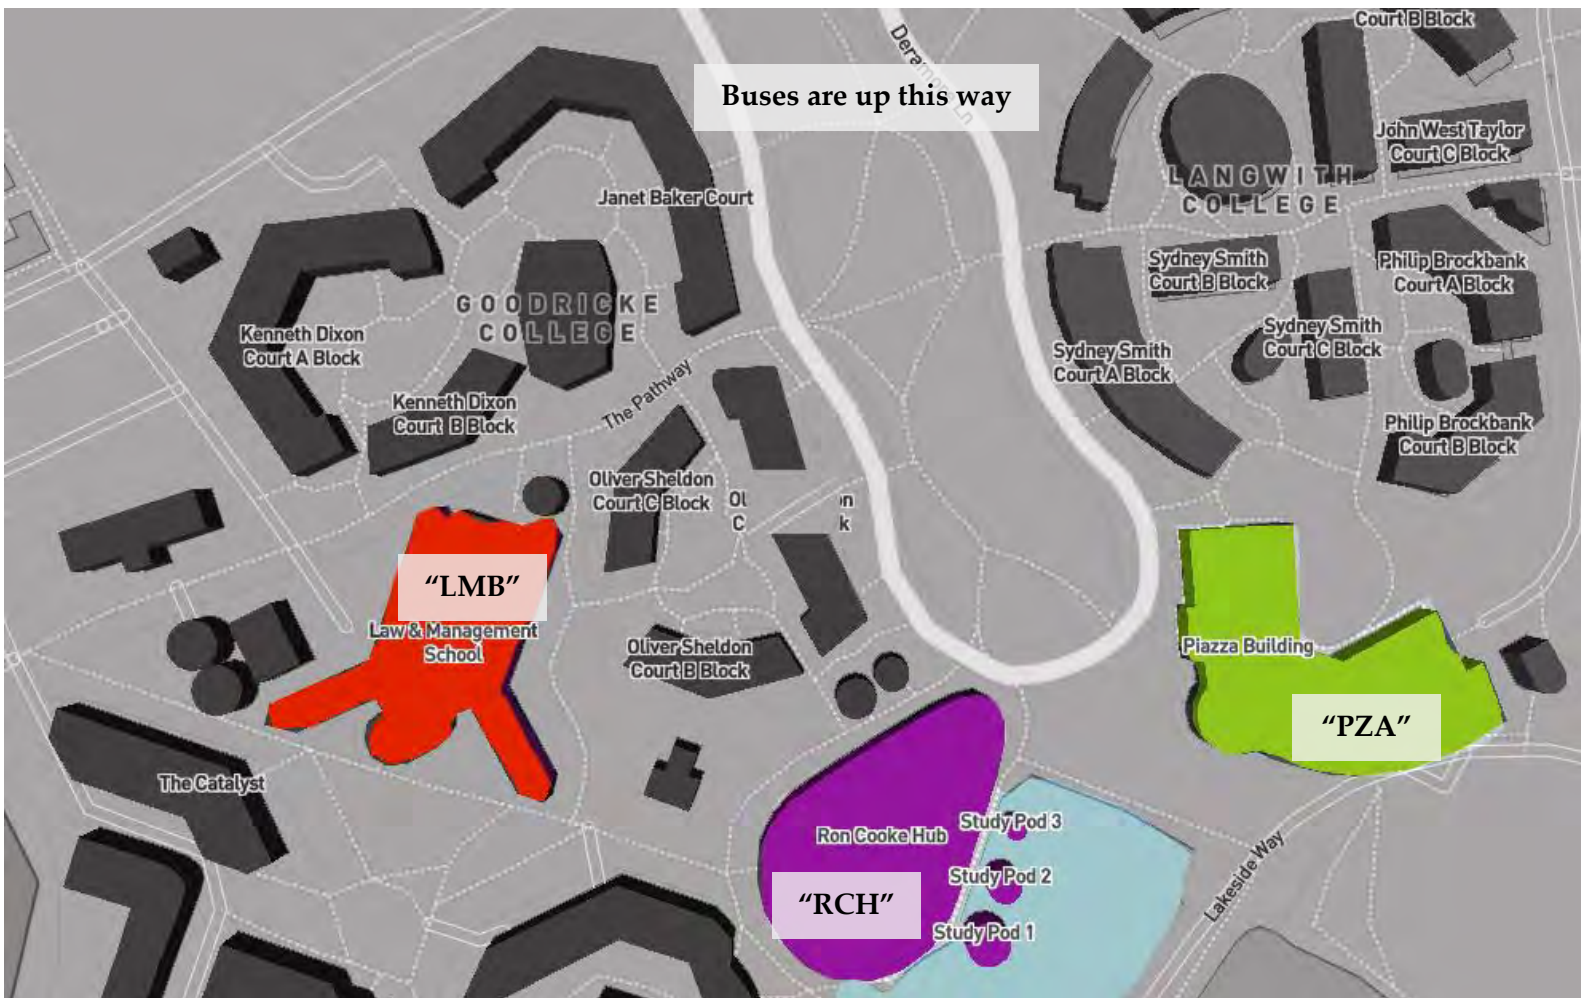 Court B Block
Buses are up this way
John West Taylor
Court C Block
LANGWITH
COLLEGE
Janet Baker Court
Sydney Smith
Court B Block
Philip Brockbank
Court A Block
GOODRICKE
COLLEGE
Kenneth Dixon
Court A Block
Sydney Smith
Court C Block
Sydney Smith
Court A Block
The Pathway
Kenneth Dixon
Court B Block
Philip Brockbank
Court B Block
Oliver Sheldon
Court C Block
"LMB"
Law & Management
School
Oliver Sheldon
Court B Block
Piazza Building
"PZA"
The Catalyst
Ron Cooke Hub
Study Pod 3
Study Pod 2
Lakeside Way
"RCH"
Study Pod 1